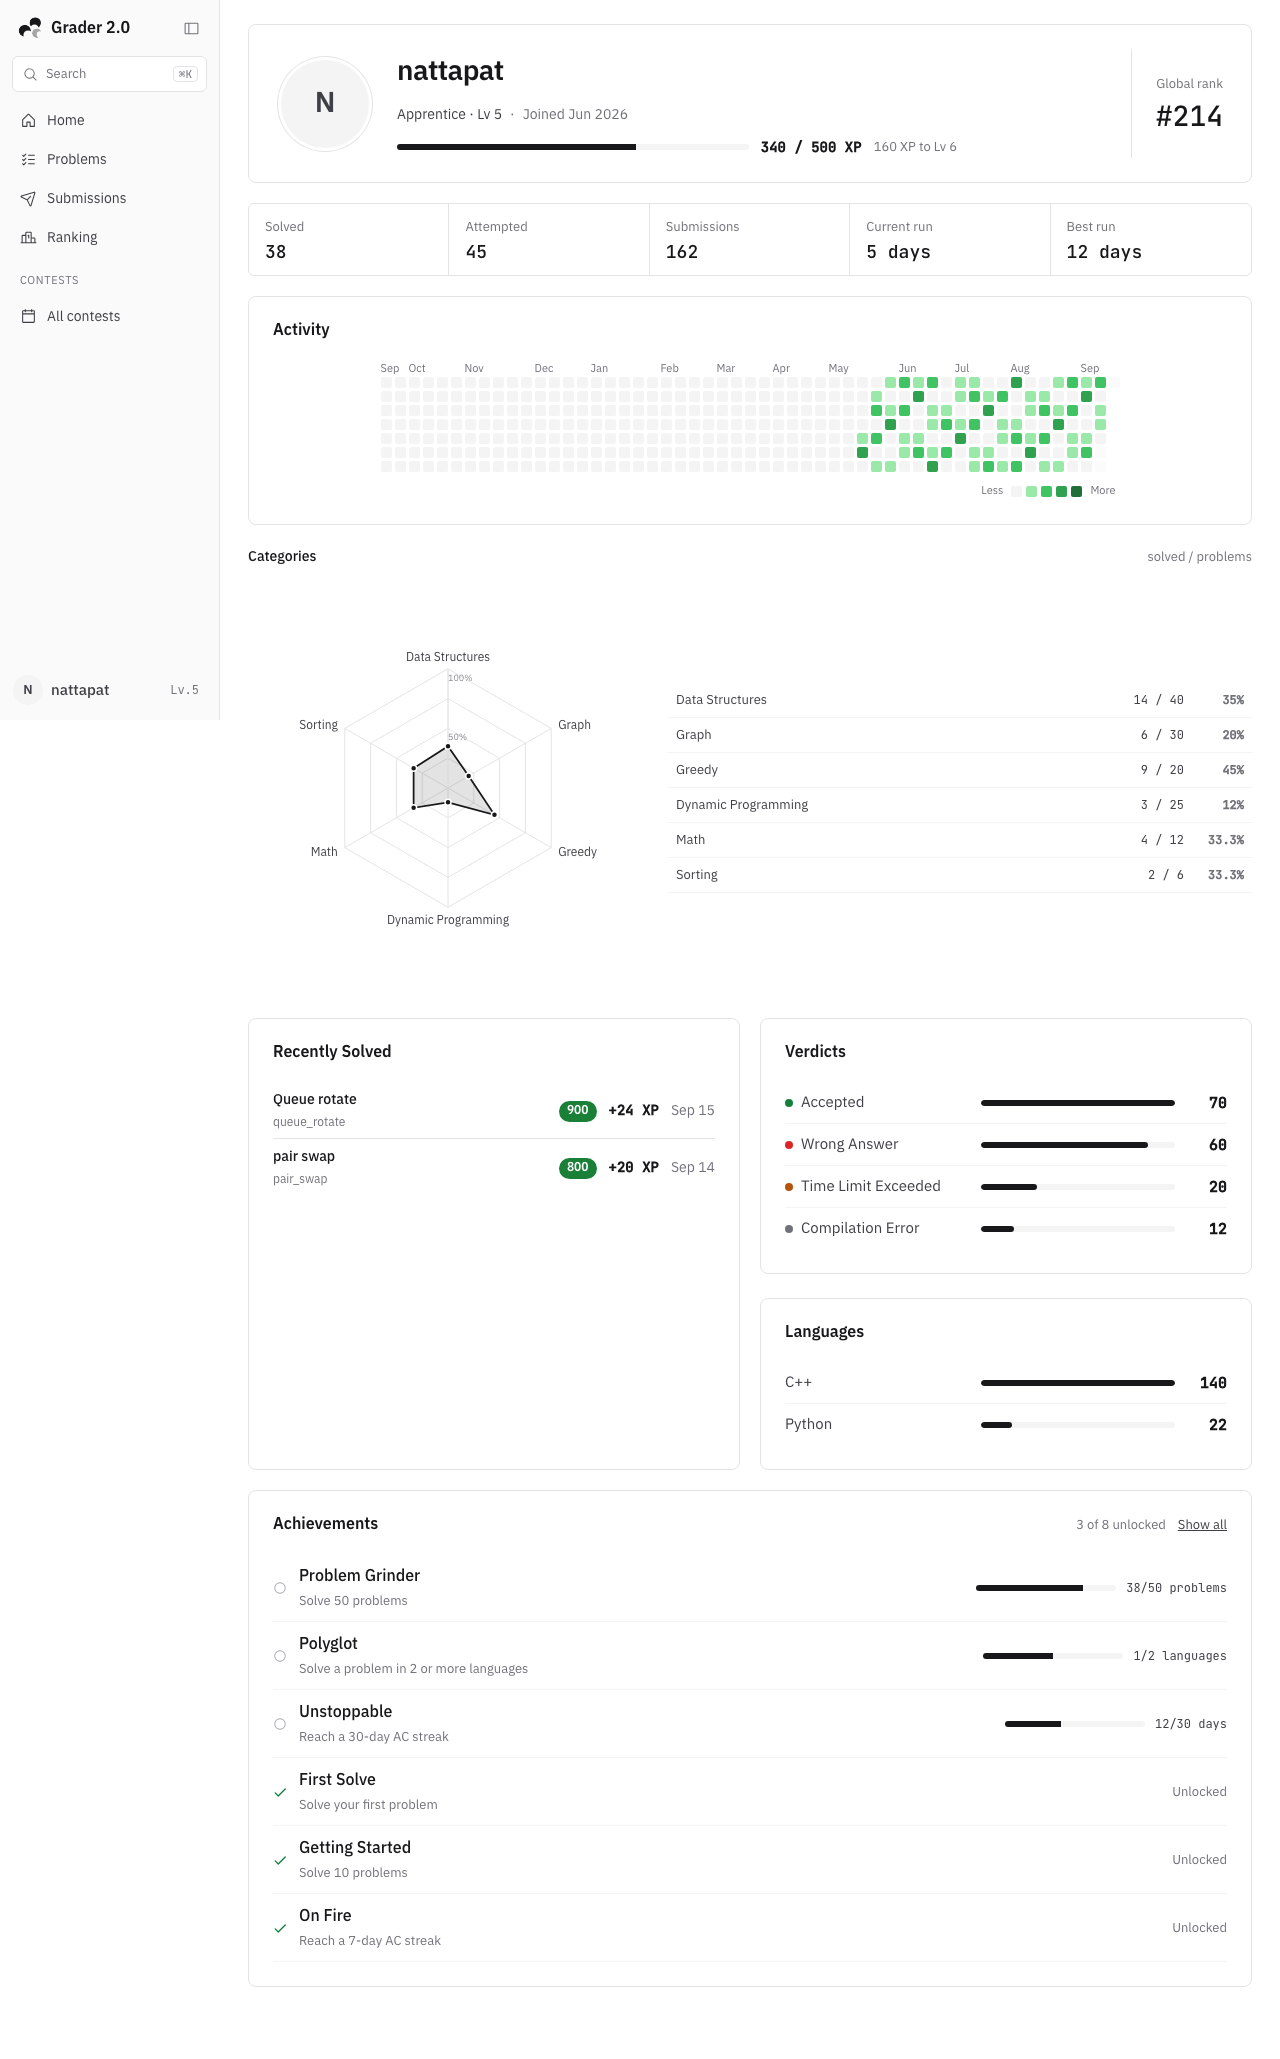 Grader 2.0
Search ⌘K
Home
Problems
Submissions
Ranking
CONTESTS
All contests
N nattapat Lv.5
N
nattapat
Apprentice · Lv 5 · Joined Jun 2026
340 / 500 XP 160 XP to Lv 6
Global rank
#214
Solved
38
Attempted
45
Submissions
162
Current run
5 days
Best run
12 days
Activity
Sep Oct Nov Dec Jan Feb Mar Apr May Jun Jul Aug Sep
Less More
Categories solved / problems
Data Structures
100%
Sorting Graph
50%
Math Greedy
Dynamic Programming
Data Structures 14 / 40 35%
Graph 6 / 30 20%
Greedy 9 / 20 45%
Dynamic Programming 3 / 25 12%
Math 4 / 12 33.3%
Sorting 2 / 6 33.3%
Recently Solved
Queue rotate
queue_rotate
900 +24 XP Sep 15
pair swap
pair_swap
800 +20 XP Sep 14
Verdicts
Accepted 70
Wrong Answer 60
Time Limit Exceeded 20
Compilation Error 12
Languages
C++ 140
Python 22
Achievements 3 of 8 unlocked Show all
Problem Grinder
Solve 50 problems
38/50 problems
Polyglot
Solve a problem in 2 or more languages
1/2 languages
Unstoppable
Reach a 30-day AC streak
12/30 days
First Solve
Solve your first problem
Unlocked
Getting Started
Solve 10 problems
Unlocked
On Fire
Reach a 7-day AC streak
Unlocked